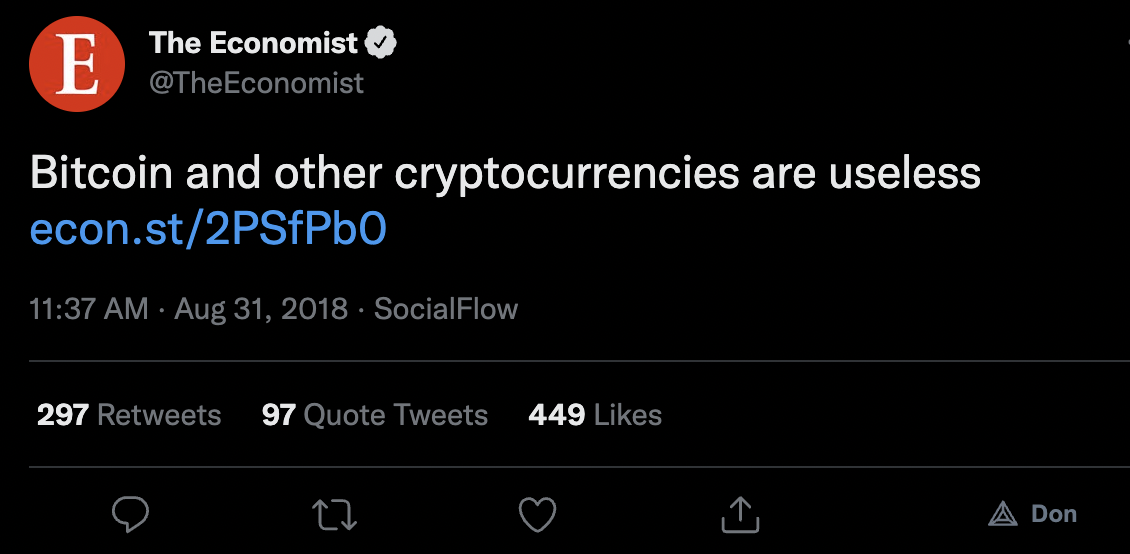 E
The Economist
@TheEconomist
Bitcoin and other cryptocurrencies are useless
econ.st/2PSfPb0
11:37 AM · Aug 31, 2018 · SocialFlow
297 Retweets 97 Quote Tweets 449 Likes
Don